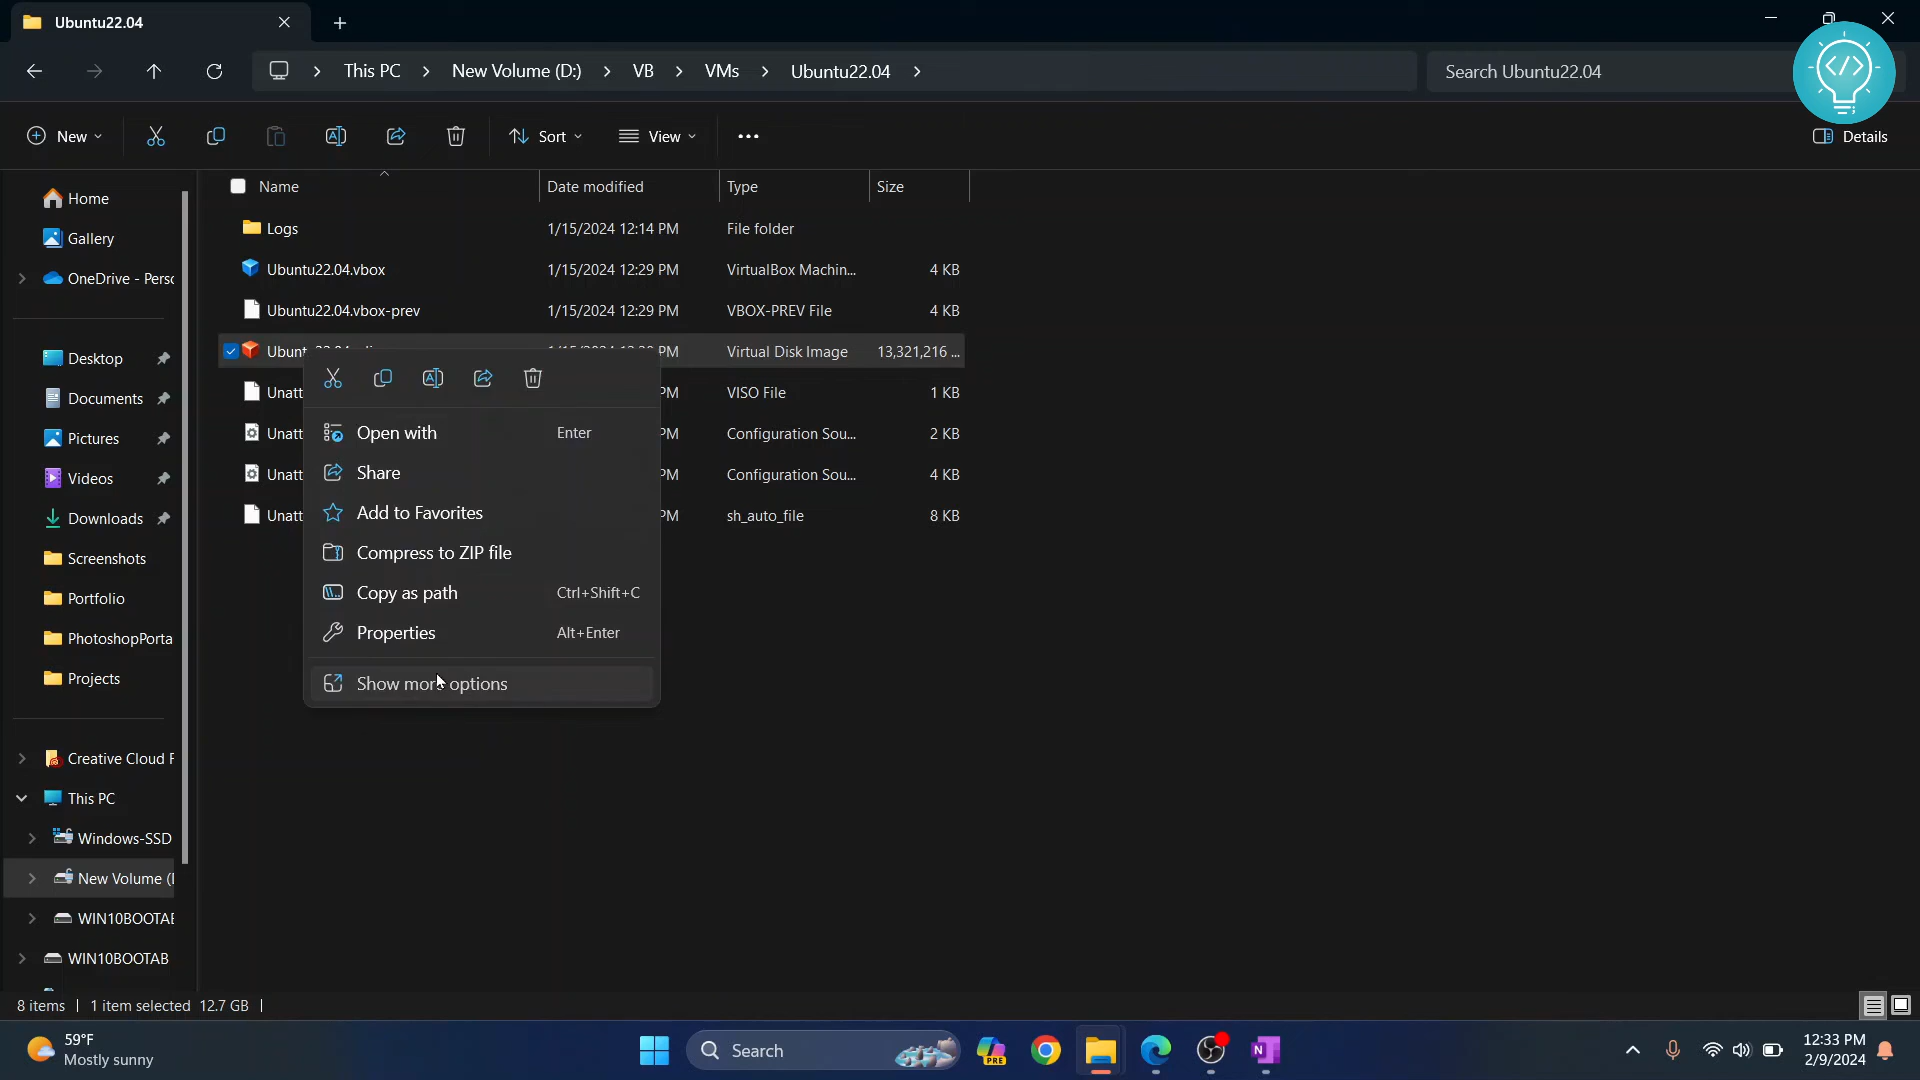 Ubuntu22.04
This PC
New Volume (D:)
VB
VMs
Ubuntu22.04
Search Ubuntu22.04
New
Sort
View
Details
Name Date modified Type Size
Logs 1/15/2024 12:14 PM File folder
Ubuntu22.04.vbox 1/15/2024 12:29 PM VirtualBox Machin... 4 KB
Ubuntu22.04.vbox-prev 1/15/2024 12:29 PM VBOX-PREV File 4 KB
Ubunt PM Virtual Disk Image 13,321,216 ...
Unatt PM VISO File 1 KB
Unatt PM Configuration Sou... 2 KB
Unatt PM Configuration Sou... 4 KB
Unatt PM sh_auto_file 8 KB
Open with Enter
Share
Add to Favorites
Compress to ZIP file
Copy as path Ctrl+Shift+C
Properties Alt+Enter
Show more options
Home
Gallery
OneDrive - Perso
Desktop
Documents
Pictures
Videos
Downloads
Screenshots
Portfolio
PhotoshopPorta
Projects
Creative Cloud F
This PC
Windows-SSD
New Volume (
WIN10BOOTAB
WIN10BOOTAB
8 items 1 item selected 12.7 GB
59°F
Mostly sunny
Search
PRE
12:33 PM
2/9/2024